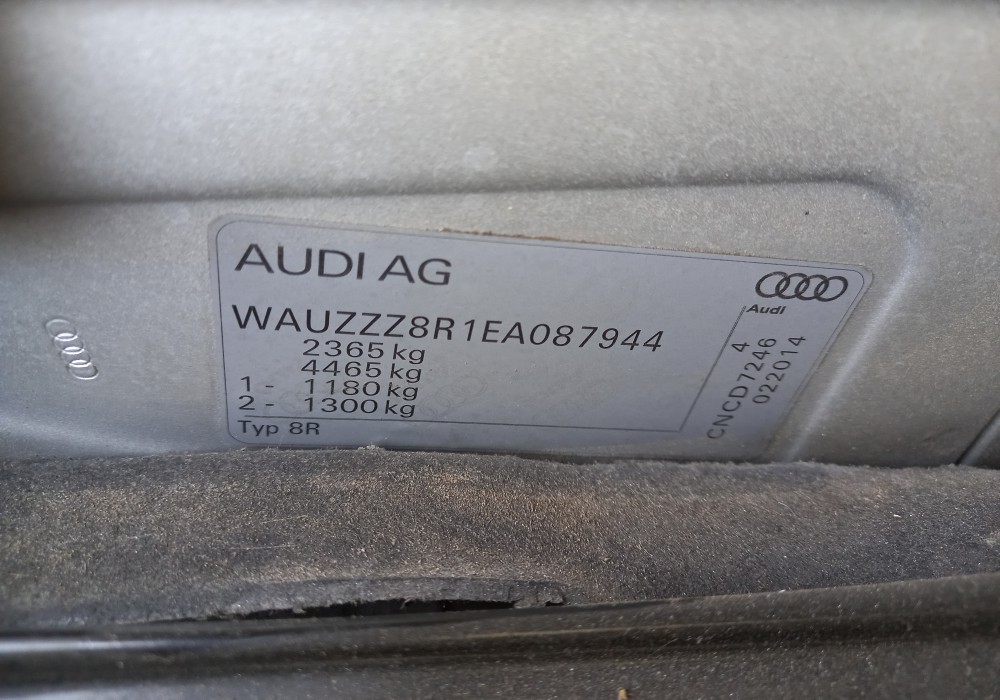 AUDI AG
Audi
WAUZZZ8R1EA087944
2365 kg
4465 kg
1 - 1180 kg
2 - 1300 kg
Typ 8R
CNCD7246 4
022014